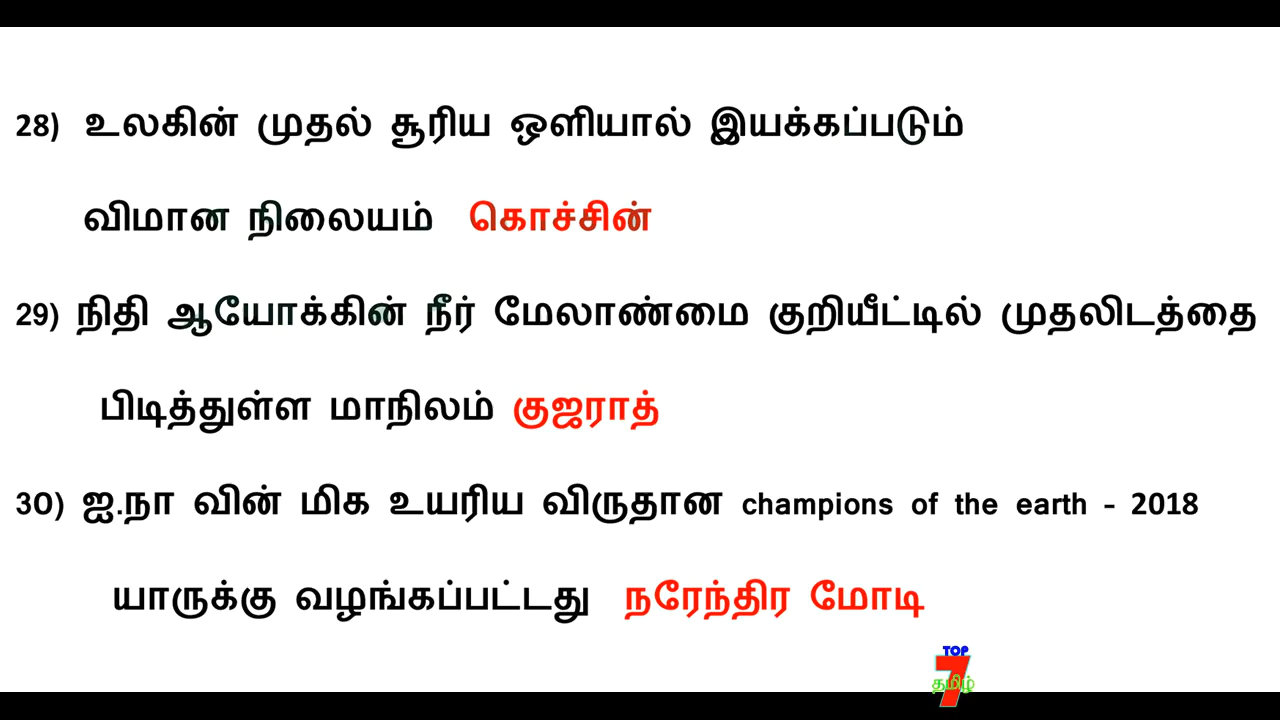 28) உலகின் முதல் சூரிய ஒளியால் இயக்கப்படும்
விமான நிலையம் கொச்சின்
29) நிதி ஆயோக்கின் நீர் மேலாண்மை குறியீட்டில் முதலிடத்தை
பிடித்துள்ள மாநிலம் குஜராத்
30) ஐ.நா வின் மிக உயரிய விருதான champions of the earth - 2018
யாருக்கு வழங்கப்பட்டது நரேந்திர மோடி
TOP
7
தமிழ்